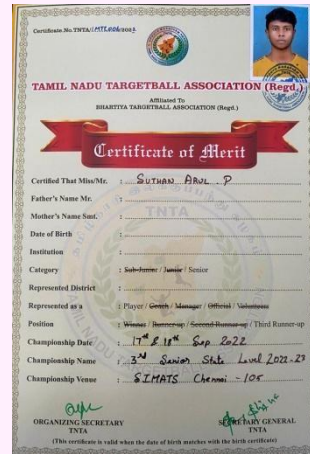 Certificate.No.TNTA/
TAMIL NADU TARGETBALL ASSOCIATION (Regd.)
Affiliated To
BHARTIYA TARGETBALL ASSOCIATION (Regd.)
Certificate of Merit
Certified That Miss/Mr. : SUTHAN ARUL . P
Father's Name Mr. :
Mother's Name Smt. :
Date of Birth :
Institution :
Category : Sub-Junior / Junior / Senior
Represented District :
Represented as a : Player / Coach / Manager / Official / Volunteers
Position : Winner / Runner-up / Second Runner-up / Third Runner-up
Championship Date : 17th & 18th Sep 2022
Championship Name : 3rd Senior State Level 2022-23
Championship Venue : SIMATS Chennai - 105
TNTA
ORGANIZING SECRETARY
TNTA
SECRETARY GENERAL
TNTA
(This certificate is valid when the date of birth matches with the birth certificate)